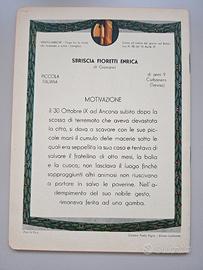 SBRISCIA FIORETTI ENRICA
di Giovanni
PICCOLA
ITALIANA
di anni 9
MOTIVAZIONE
il 30 Ottobre IX ad Ancona subito dopo la
scossa di terremoto che aveva devastata
la città, si dava a scavare con le sue pic-
cole mani il cumulo delle macerie sotto le
quali era seppellita la sua casa e tentava di
salvare il fratellino di otto mesi, la balia
e la cuoca; non lasciava il luogo finchè
sopraggiunti altri animosi non riuscivano
a portare in salvo le poverine. Nell'a-
dempimento del suo nobile gesto,
rimaneva ferita ad una gamba.